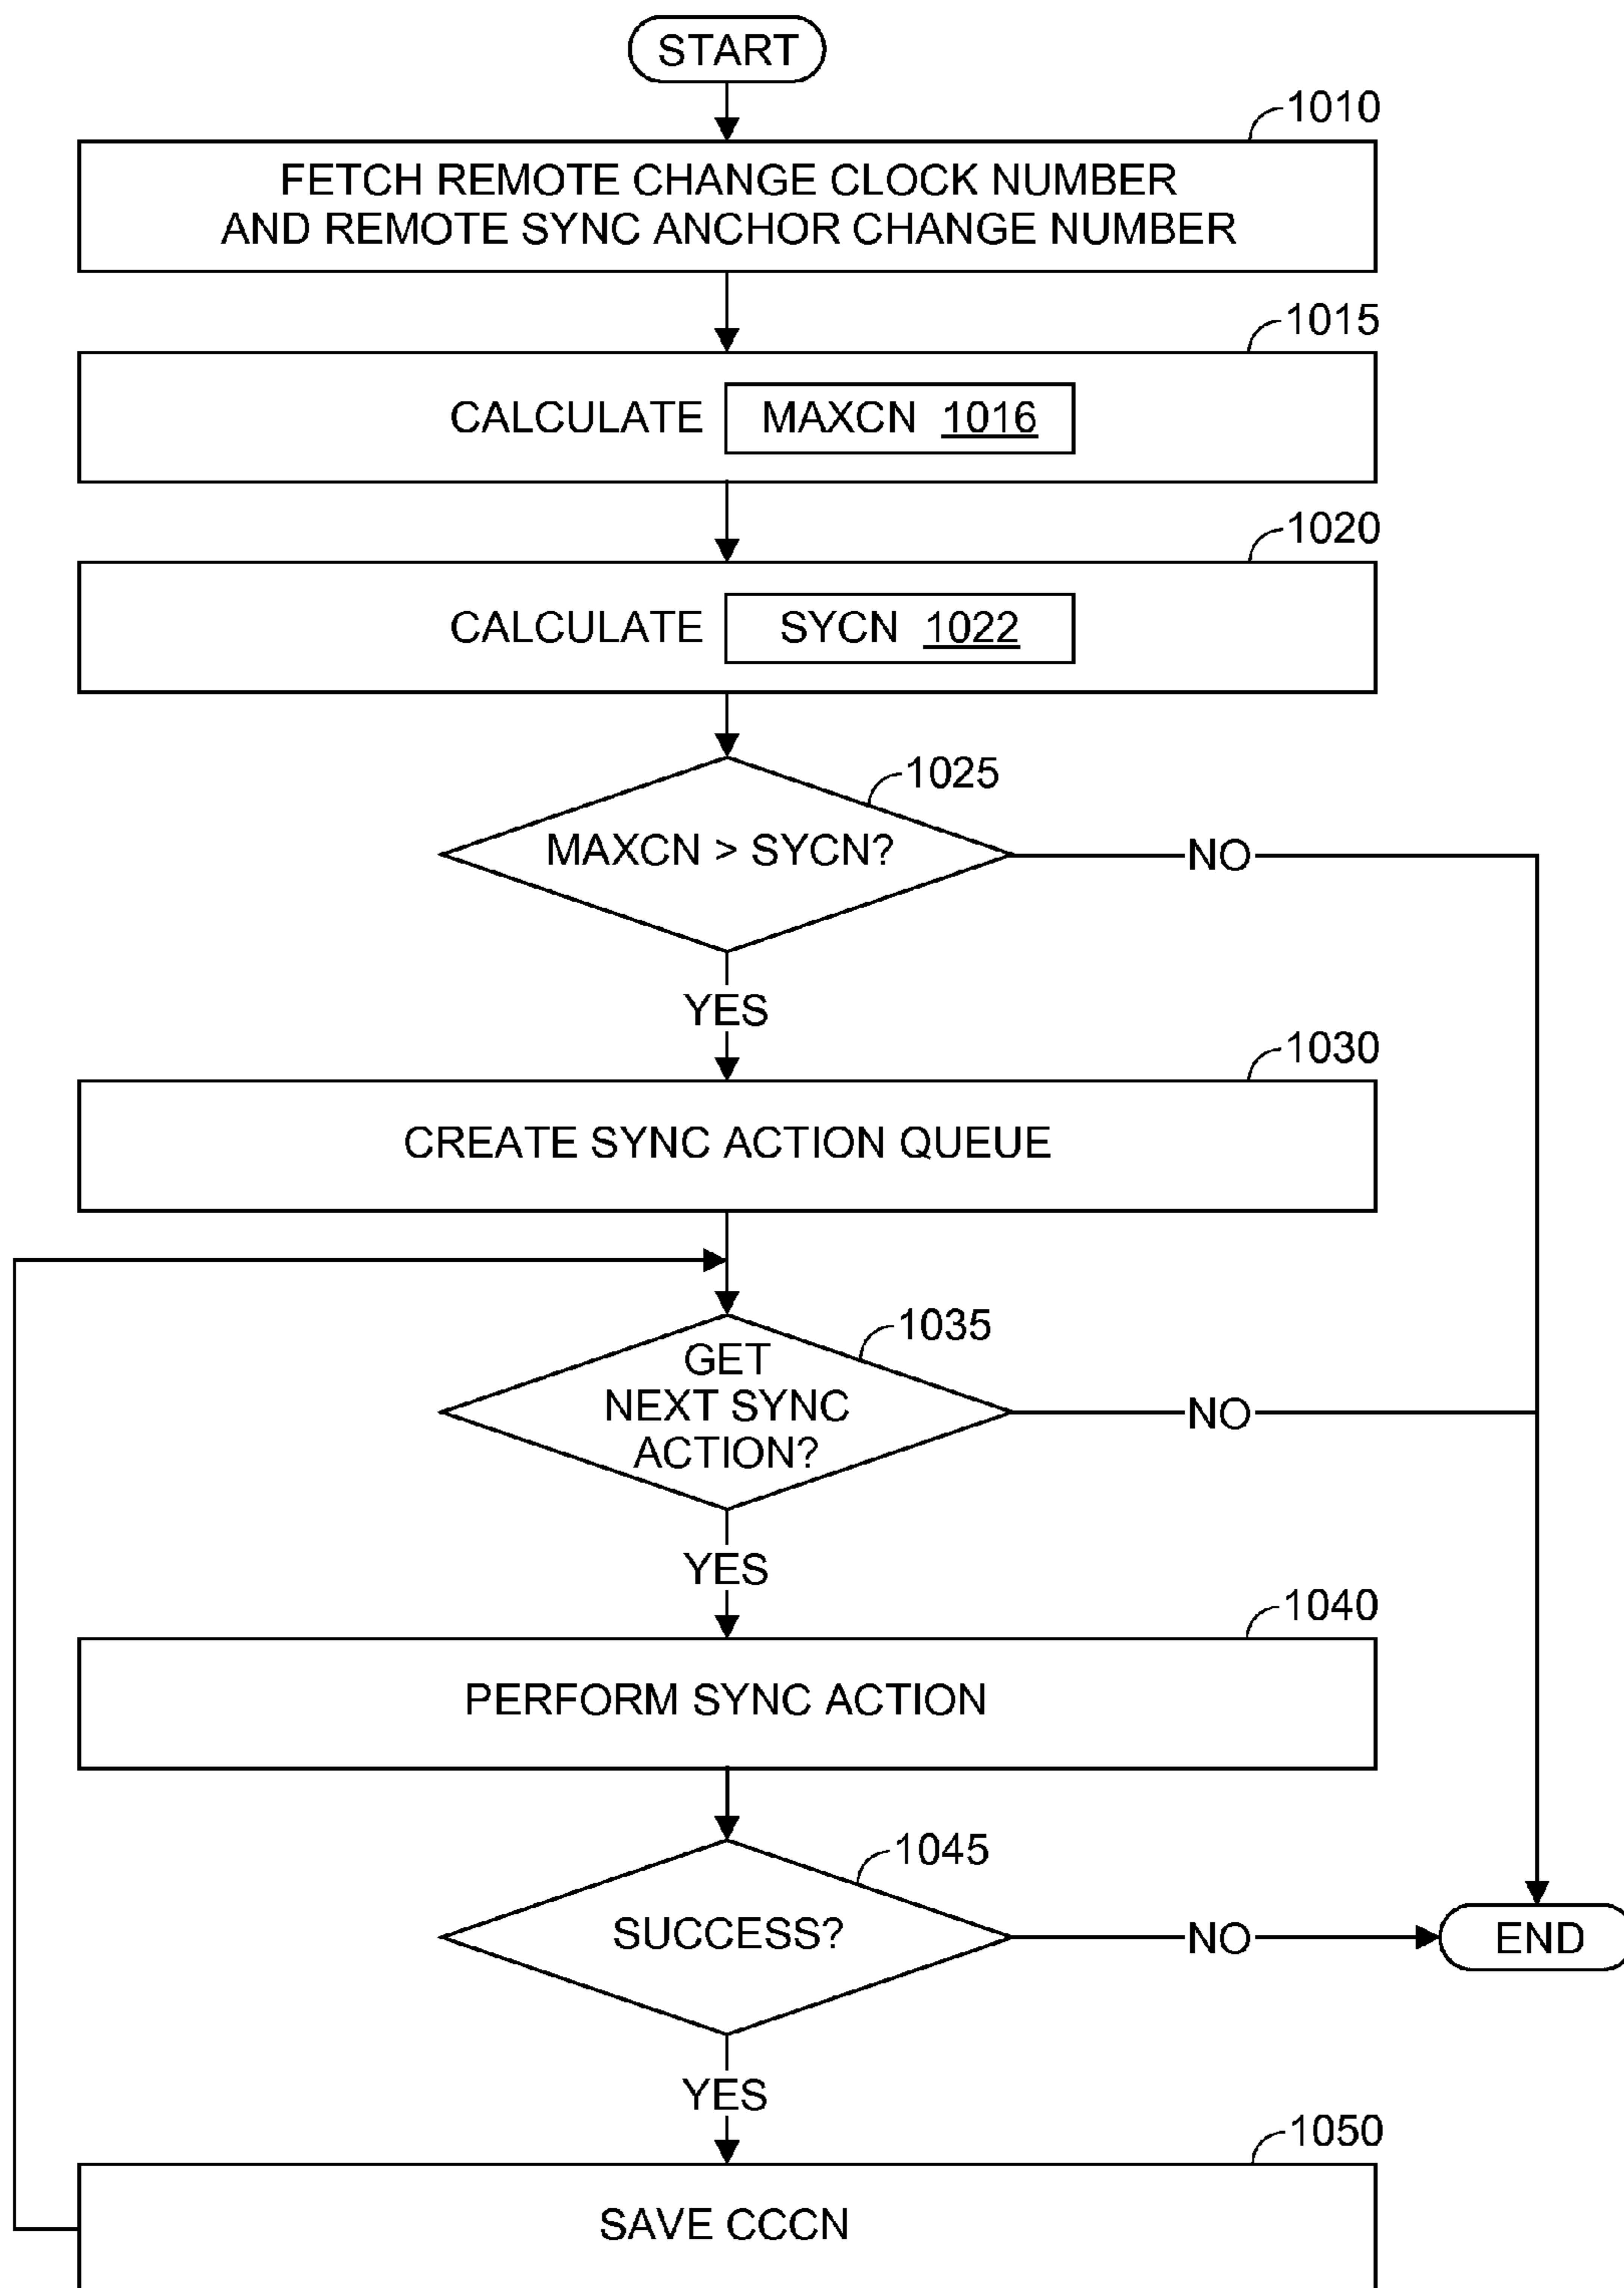 START
1010
FETCH REMOTE CHANGE CLOCK NUMBER
AND REMOTE SYNC ANCHOR CHANGE NUMBER
1015
CALCULATE MAXCN 1016
1020
CALCULATE SYCN 1022
1025
MAXCN > SYCN?
NO
YES
1030
CREATE SYNC ACTION QUEUE
1035
GET
NEXT SYNC
ACTION?
NO
YES
1040
PERFORM SYNC ACTION
1045
SUCCESS?
NO
END
YES
1050
SAVE CCCN